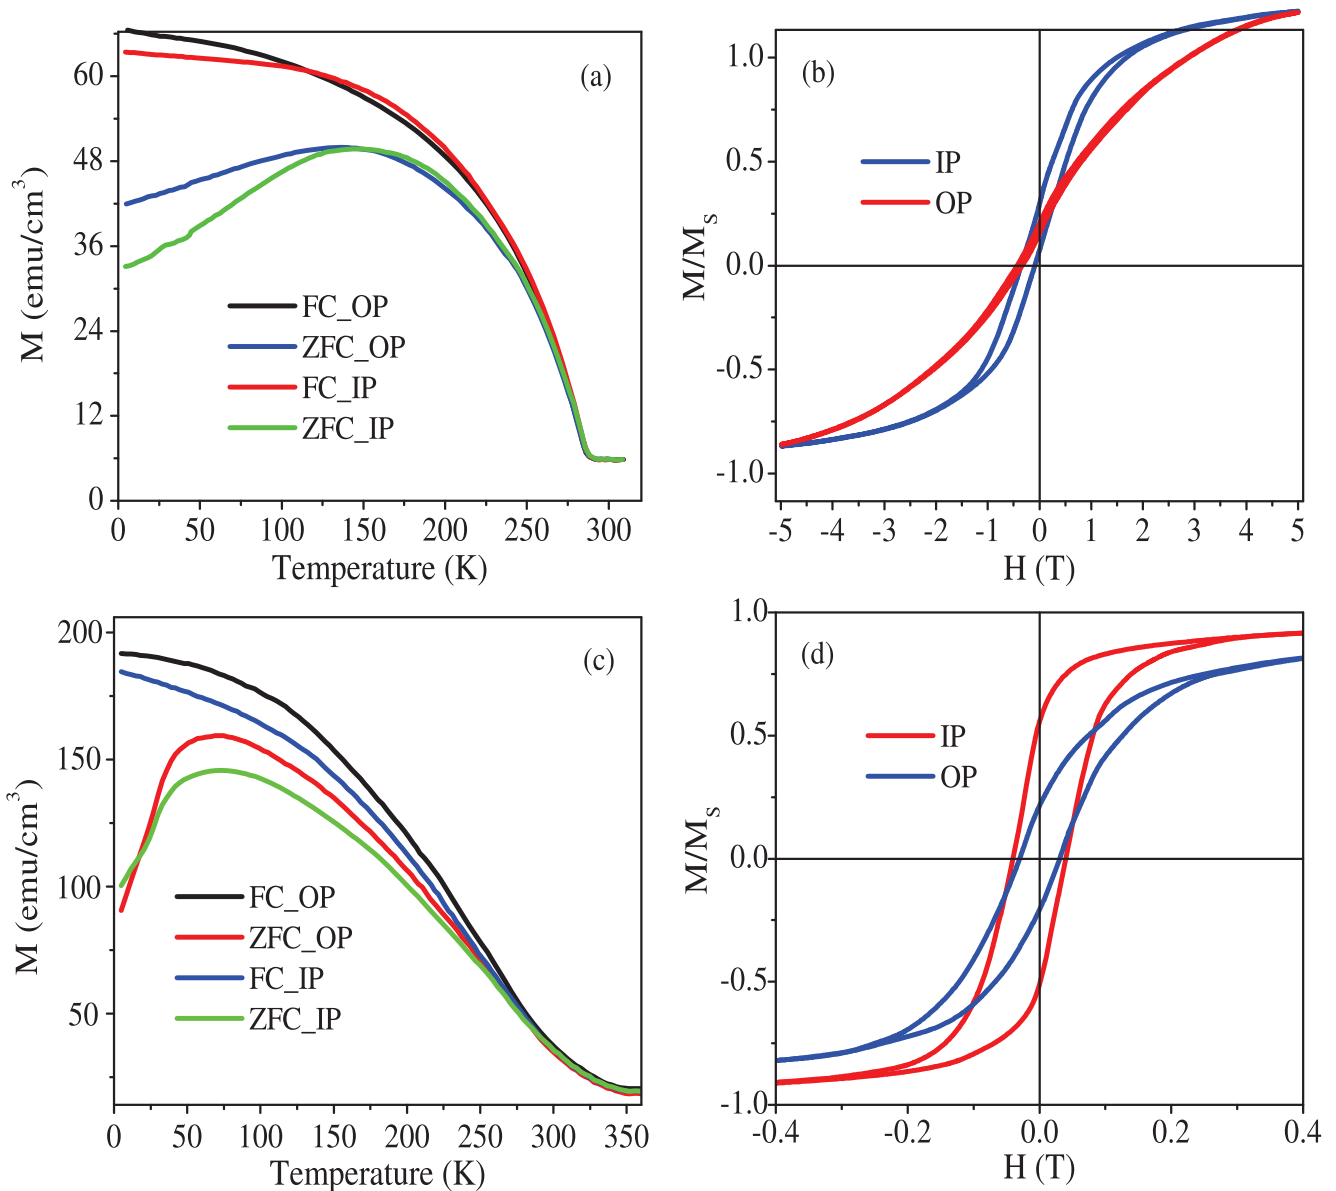 (a)
60
48
36
24
12
0
M (emu/cm³)
FC_OP
ZFC_OP
FC_IP
ZFC_IP
0 50 100 150 200 250 300
Temperature (K)
(b)
1.0
0.5
0.0
-0.5
-1.0
M/M_S
IP
OP
-5 -4 -3 -2 -1 0 1 2 3 4 5
H (T)
(c)
200
150
100
50
M (emu/cm³)
FC_OP
ZFC_OP
FC_IP
ZFC_IP
0 50 100 150 200 250 300 350
Temperature (K)
(d)
1.0
0.5
0.0
-0.5
-1.0
M/M_S
IP
OP
-0.4 -0.2 0.0 0.2 0.4
H (T)